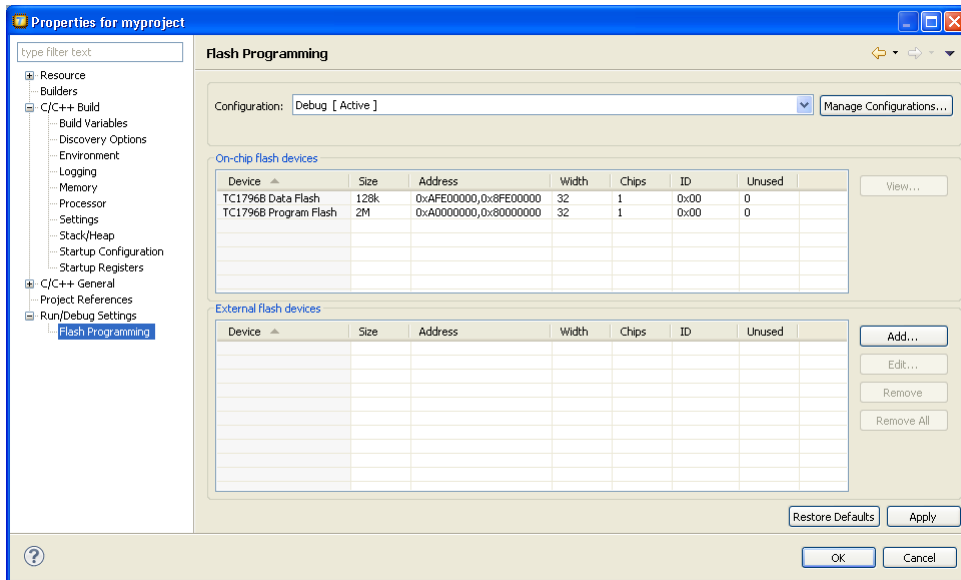 Properties for myproject
type filter text
Resource
Builders
C/C++ Build
Build Variables
Discovery Options
Environment
Logging
Memory
Processor
Settings
Stack/Heap
Startup Configuration
Startup Registers
C/C++ General
Project References
Run/Debug Settings
Flash Programming
Flash Programming
Configuration: Debug [ Active ] Manage Configurations...
On-chip flash devices
Device Size Address Width Chips ID Unused
TC1796B Data Flash 128k 0xAFE00000,0x8FE00000 32 1 0x00 0
TC1796B Program Flash 2M 0xA0000000,0x80000000 32 1 0x00 0
View...
External flash devices
Device Size Address Width Chips ID Unused
Add...
Edit...
Remove
Remove All
Restore Defaults Apply
? OK Cancel